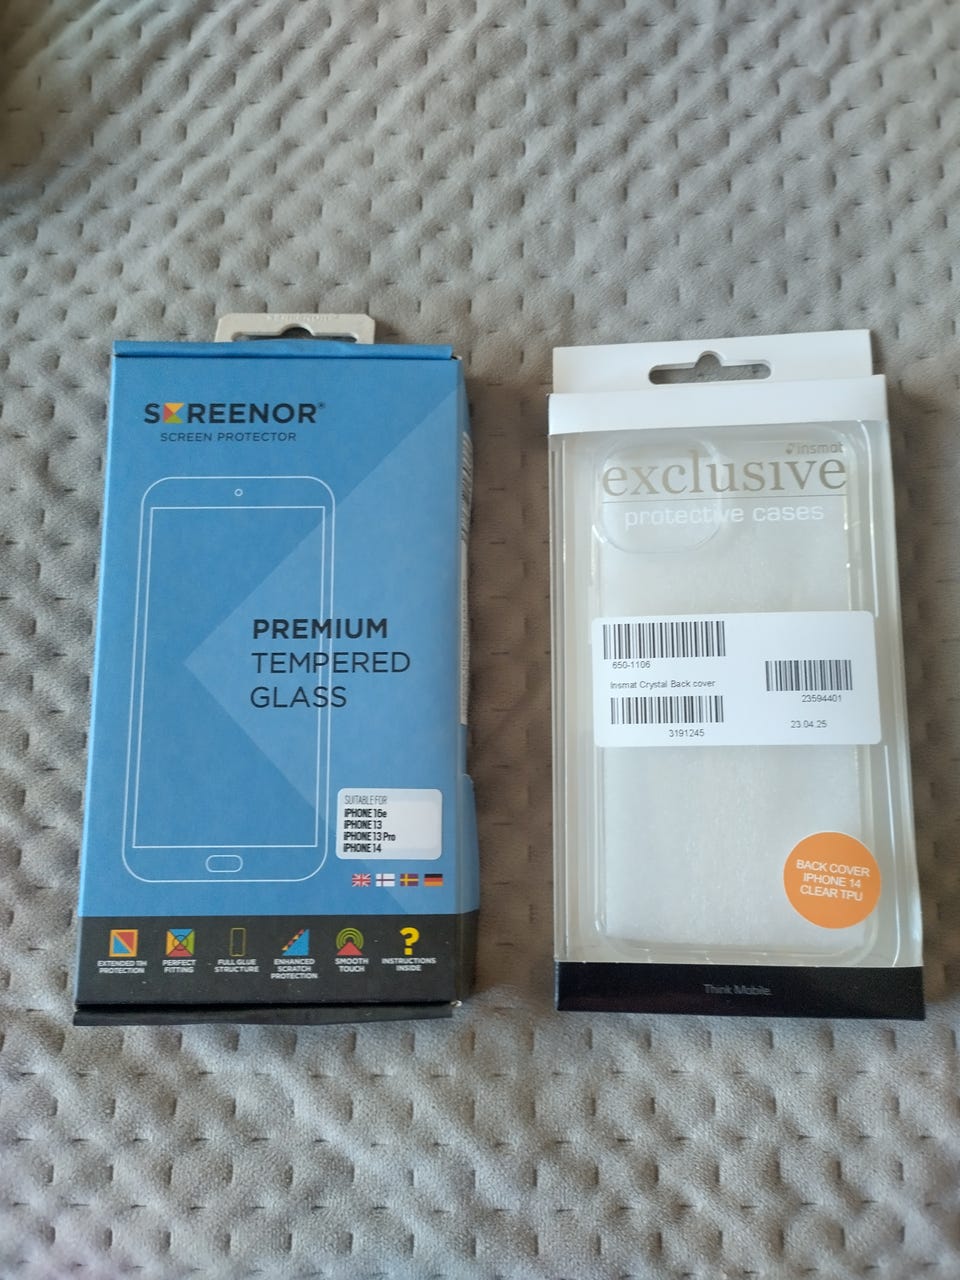 SCREENOR®
SCREEN PROTECTOR
PREMIUM
TEMPERED
GLASS
SUITABLE FOR
IPHONE 16e
IPHONE 13
IPHONE 13 Pro
IPHONE 14
EXTENDED 11H
PROTECTION
PERFECT
FITTING
FULL GLUE
STRUCTURE
ENHANCED
SCRATCH
PROTECTION
SMOOTH
TOUCH
?
INSTRUCTIONS
INSIDE
insmat
exclusive
protective cases
650-1106
Insmat Crystal Back cover
3191245
23594401
23.04.25
BACK COVER
IPHONE 14
CLEAR TPU
Think Mobile.